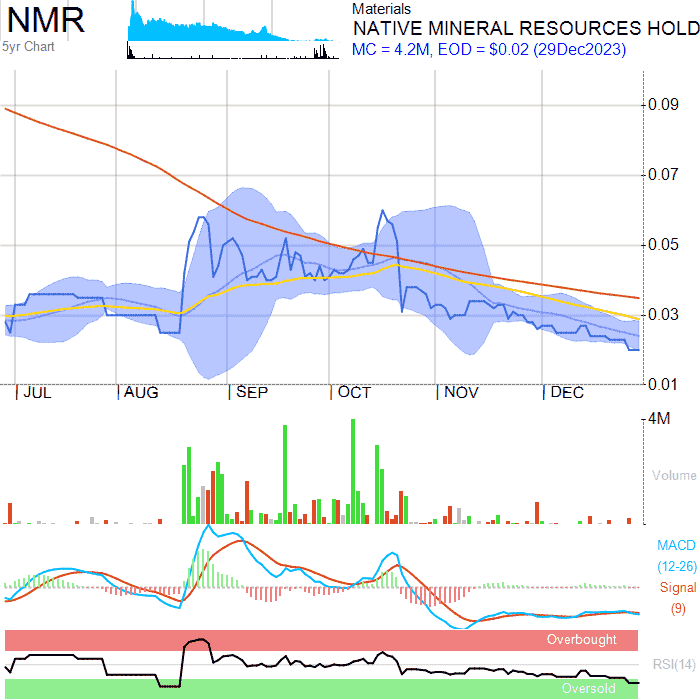 NMR
5yr Chart
Materials
NATIVE MINERAL RESOURCES HOLD
MC = 4.2M, EOD = $0.02 (29Dec2023)
0.09
0.07
0.05
0.03
0.01
JUL
AUG
SEP
OCT
NOV
DEC
4M
Volume
MACD
(12-26)
Signal
(9)
Overbought
RSI(14)
Oversold